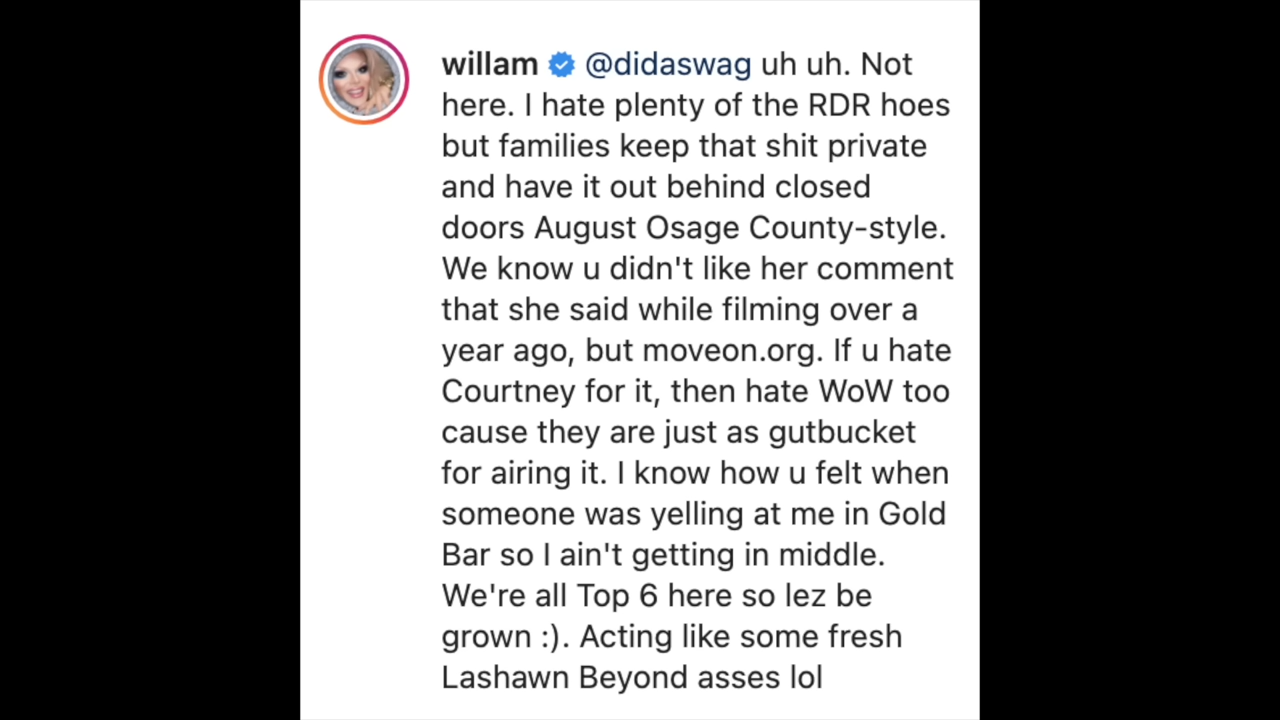 willam @didaswag uh uh. Not
here. I hate plenty of the RDR hoes
but families keep that shit private
and have it out behind closed
doors August Osage County-style.
We know u didn't like her comment
that she said while filming over a
year ago, but moveon.org. If u hate
Courtney for it, then hate WoW too
cause they are just as gutbucket
for airing it. I know how u felt when
someone was yelling at me in Gold
Bar so I ain't getting in middle.
We're all Top 6 here so lez be
grown :). Acting like some fresh
Lashawn Beyond asses lol